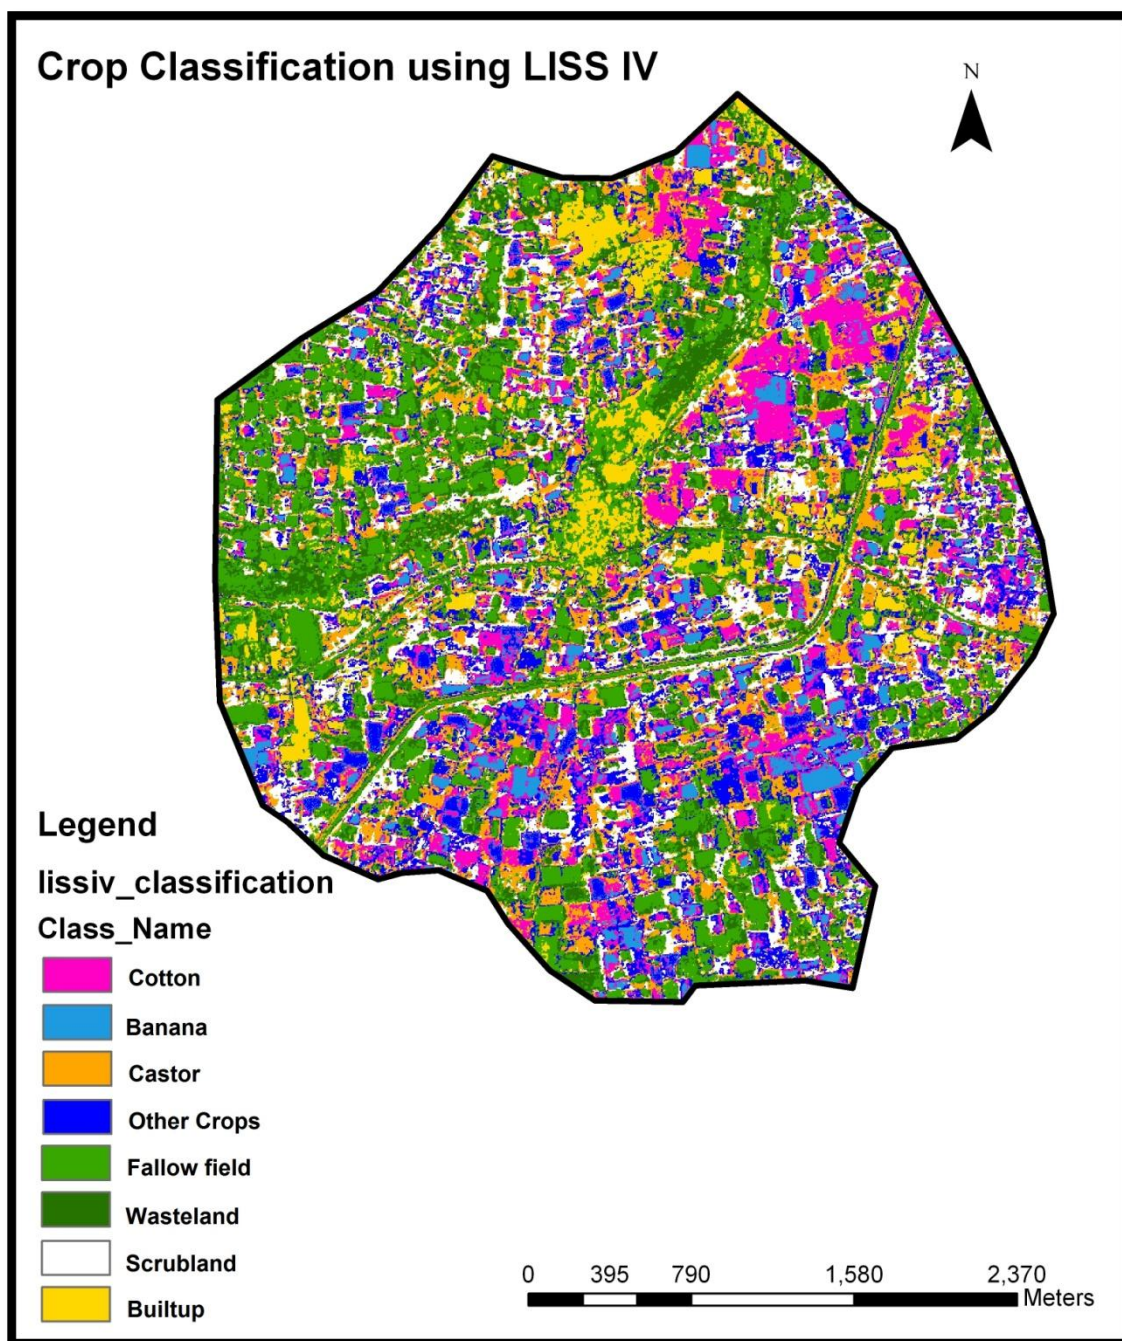 Crop Classification using LISS IV
N
Legend
lissiv_classification
Class_Name
Cotton
Banana
Castor
Other Crops
Fallow field
Wasteland
Scrubland
Builtup
0 395 790 1,580 2,370
Meters